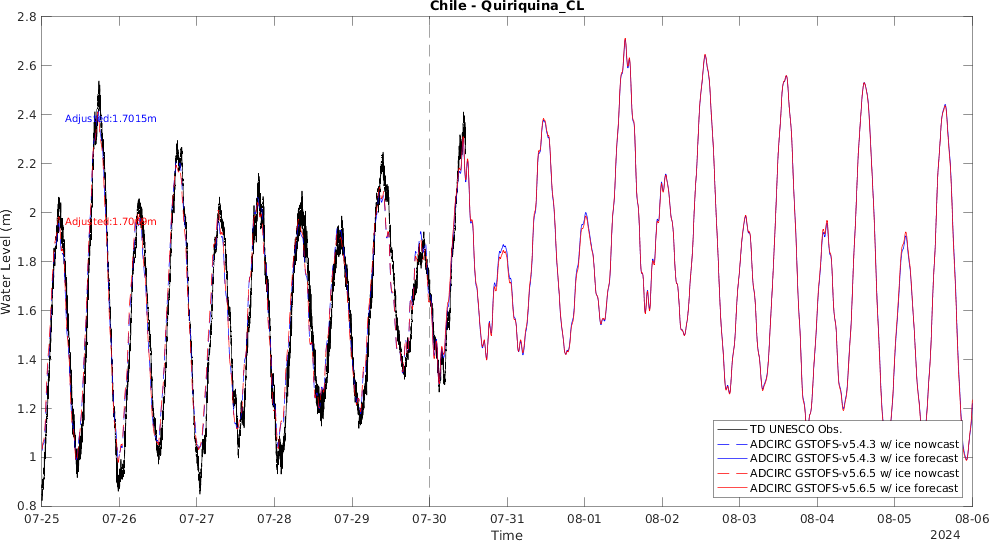 Chile - Quiriquina_CL
2.8
2.6
2.4
2.2
2
1.8
1.6
1.4
1.2
1
0.8
Water Level (m)
Adjusted:1.7015m
TD UNESCO Obs.
ADCIRC GSTOFS-v5.4.3 w/ ice nowcast
ADCIRC GSTOFS-v5.4.3 w/ ice forecast
ADCIRC GSTOFS-v5.6.5 w/ ice nowcast
ADCIRC GSTOFS-v5.6.5 w/ ice forecast
07-25 07-26 07-27 07-28 07-29 07-30 07-31 08-01 08-02 08-03 08-04 08-05 08-06
Time
2024